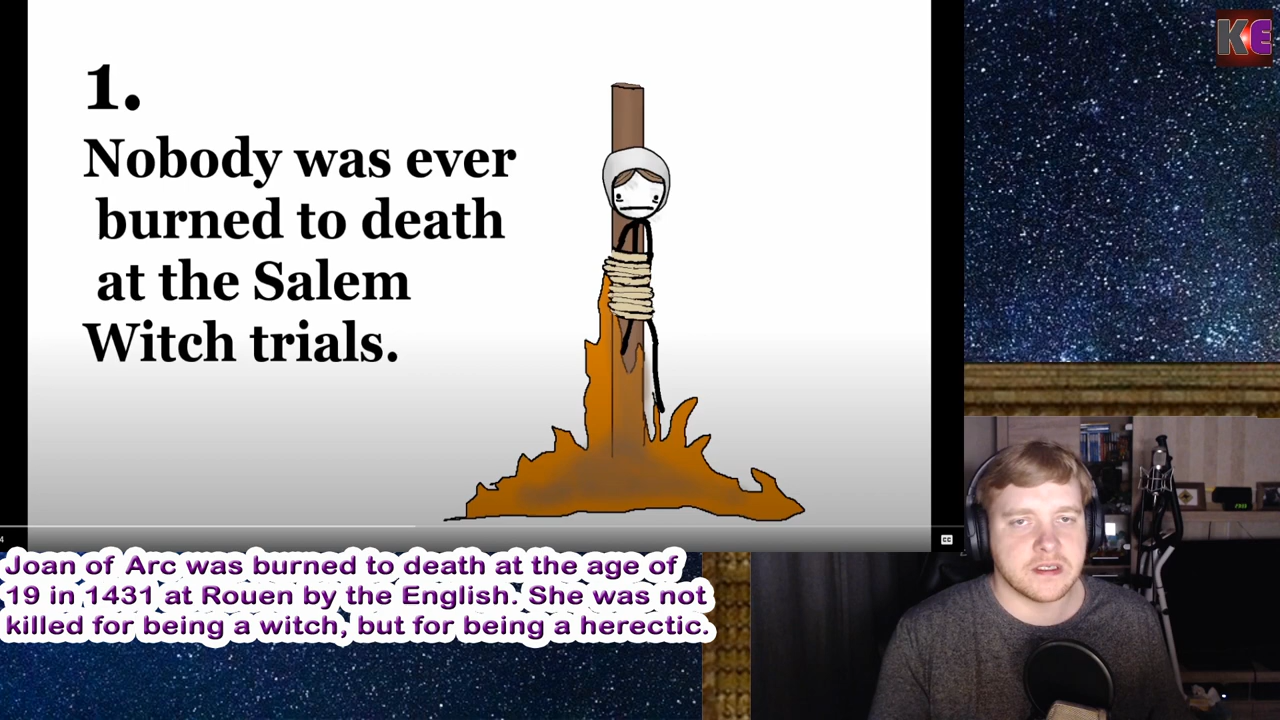 KE
1.
Nobody was ever
burned to death
at the Salem
Witch trials.
4
CC
Joan of Arc was burned to death at the age of
19 in 1431 at Rouen by the English. She was not
killed for being a witch, but for being a herectic.